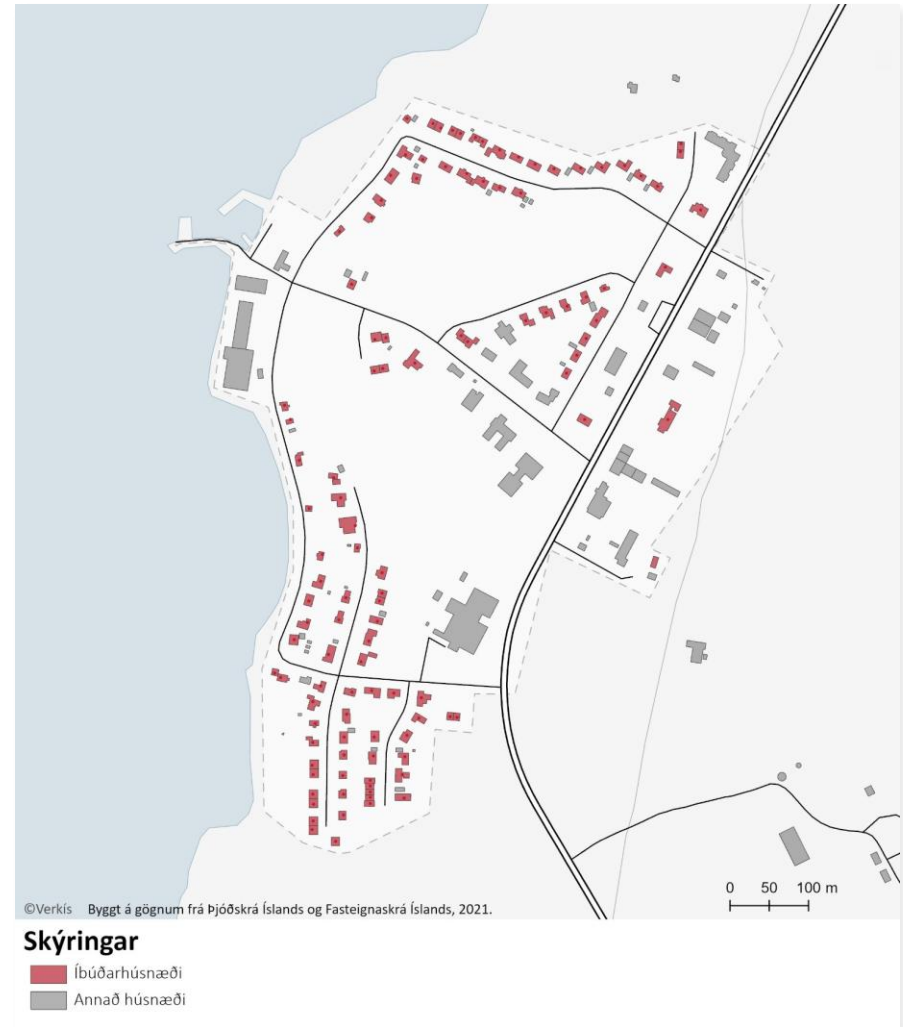 0 50 100 m
©Verkís Byggt á gögnum frá Þjóðskrá Íslands og Fasteignaskrá Íslands, 2021.
Skýringar
Íbúðarhúsnæði
Annað húsnæði